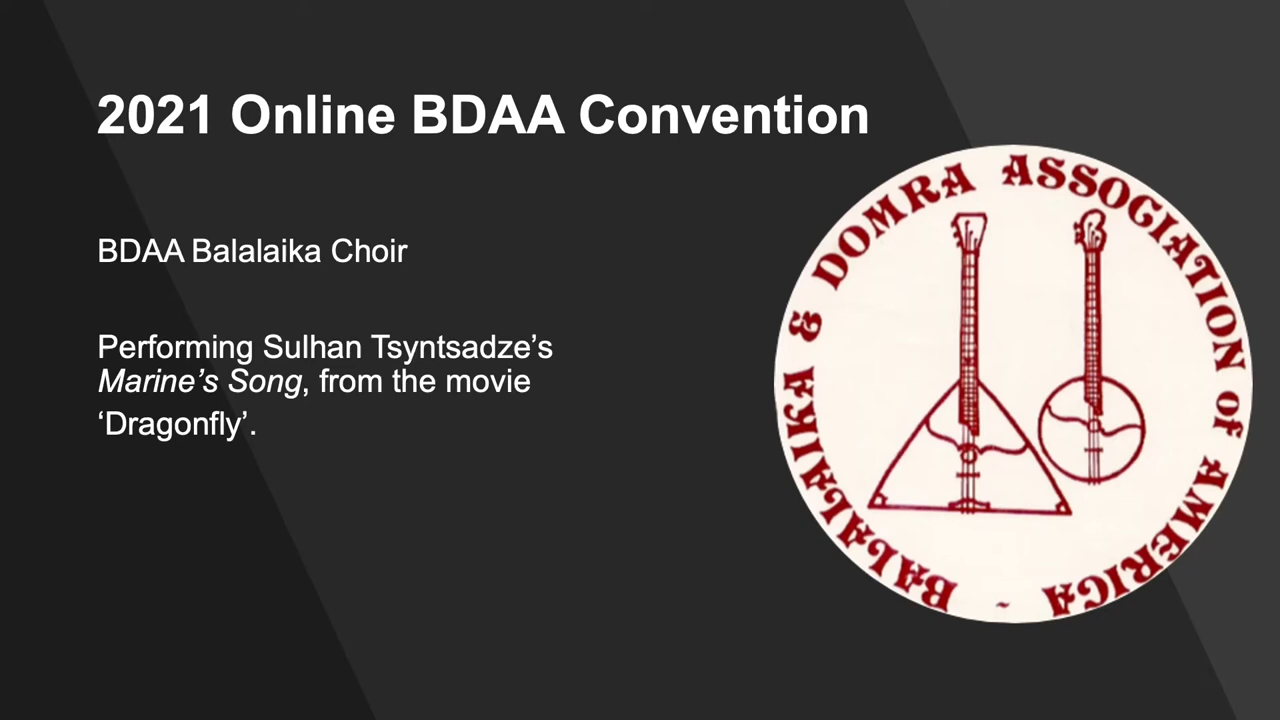 2021 Online BDAA Convention
BDAA Balalaika Choir
Performing Sulhan Tsyntsadze’s
Marine’s Song, from the movie
‘Dragonfly’.
BALALAIKA & DOMRA ASSOCIATION of AMERICA ~